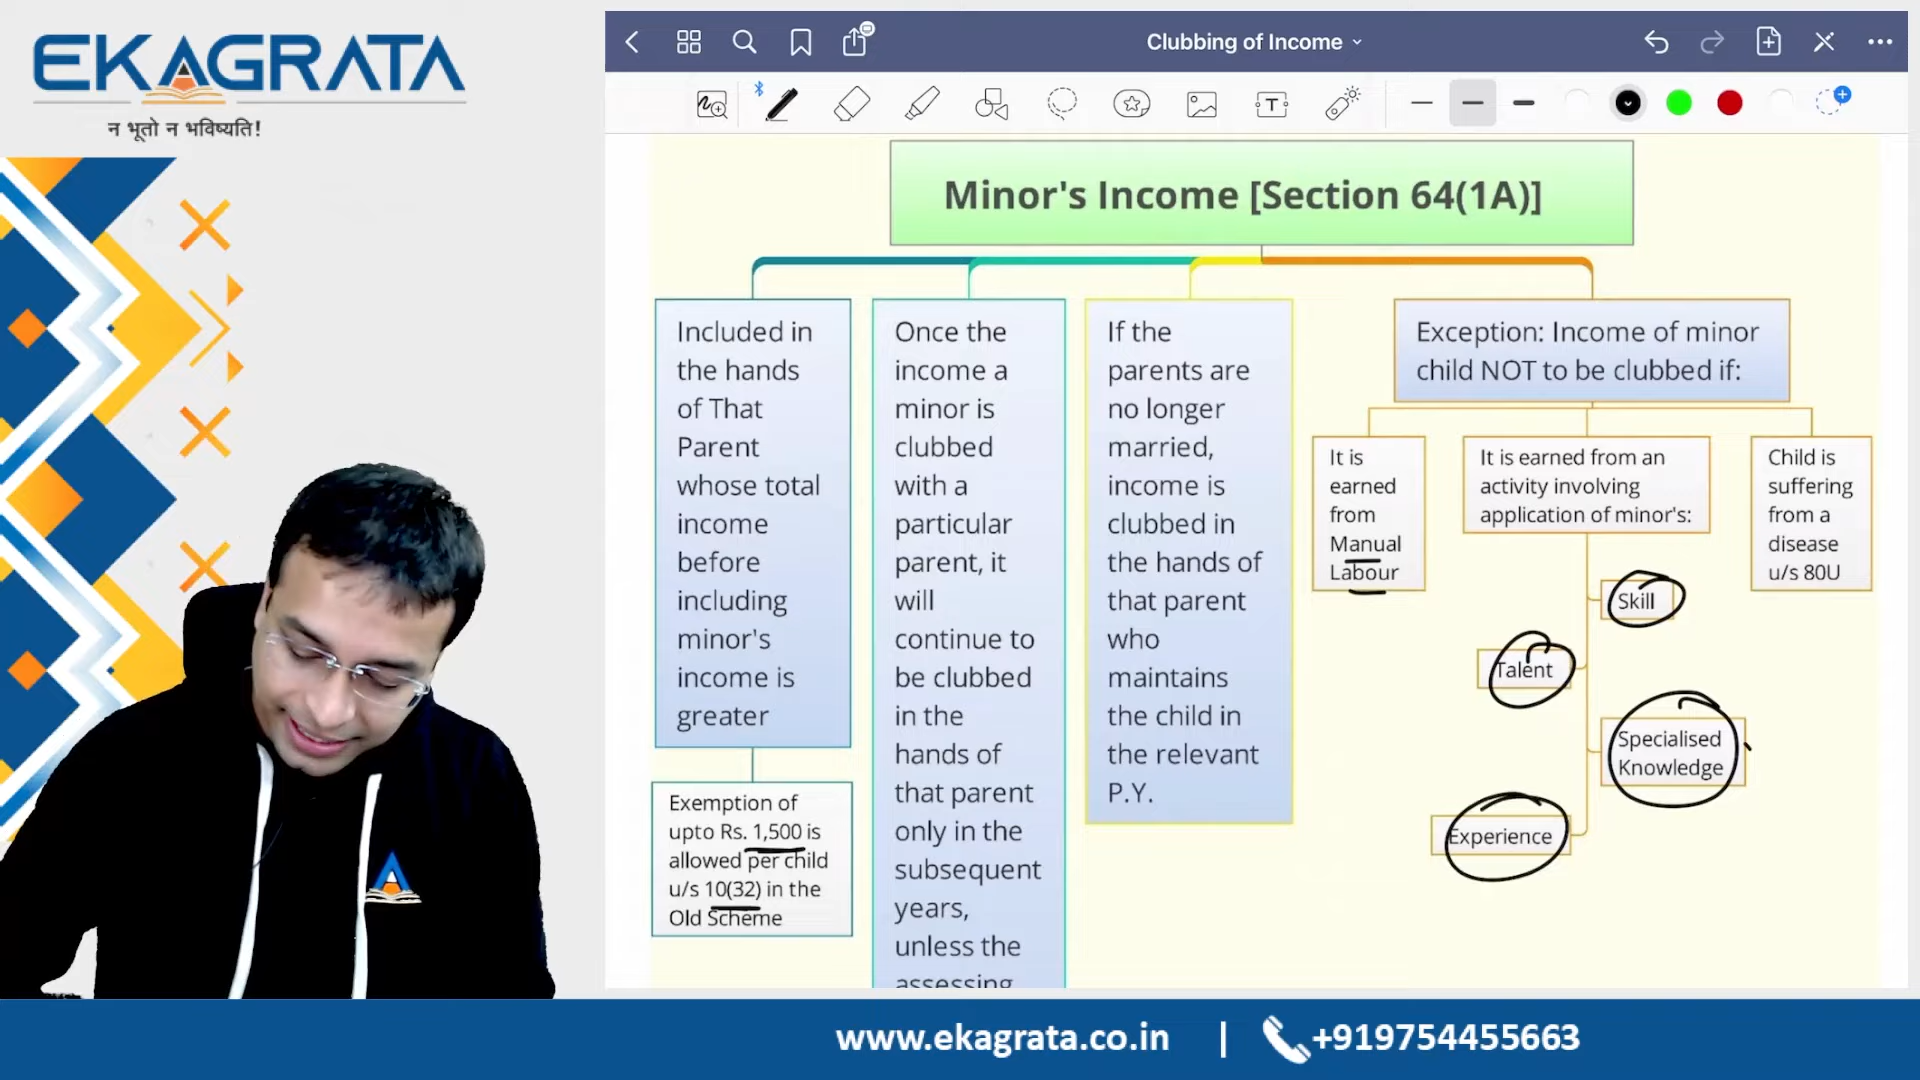 EKAGRATA
न भूतो न भविष्यति!
Clubbing of Income
Minor's Income [Section 64(1A)]
Included in
the hands
of That
Parent
whose total
income
before
including
minor's
income is
greater
Exemption of
upto Rs. 1,500 is
allowed per child
u/s 10(32) in the
Old Scheme
Once the
income a
minor is
clubbed
with a
particular
parent, it
will
continue to
be clubbed
in the
hands of
that parent
only in the
subsequent
years,
unless the
assessing
If the
parents are
no longer
married,
income is
clubbed in
the hands of
that parent
who
maintains
the child in
the relevant
P.Y.
Exception: Income of minor
child NOT to be clubbed if:
It is
earned
from
Manual
Labour
It is earned from an
activity involving
application of minor's:
Skill
Talent
Specialised
Knowledge
Experience
Child is
suffering
from a
disease
u/s 80U
www.ekagrata.co.in | +919754455663